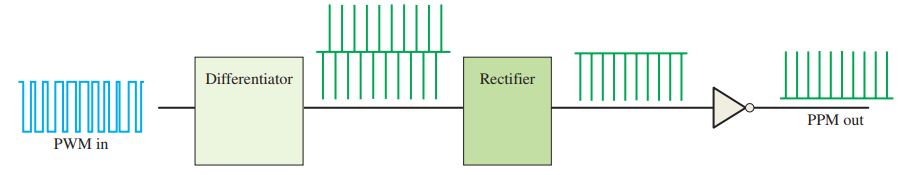 Differentiator
Rectifier
PWM in
PPM out